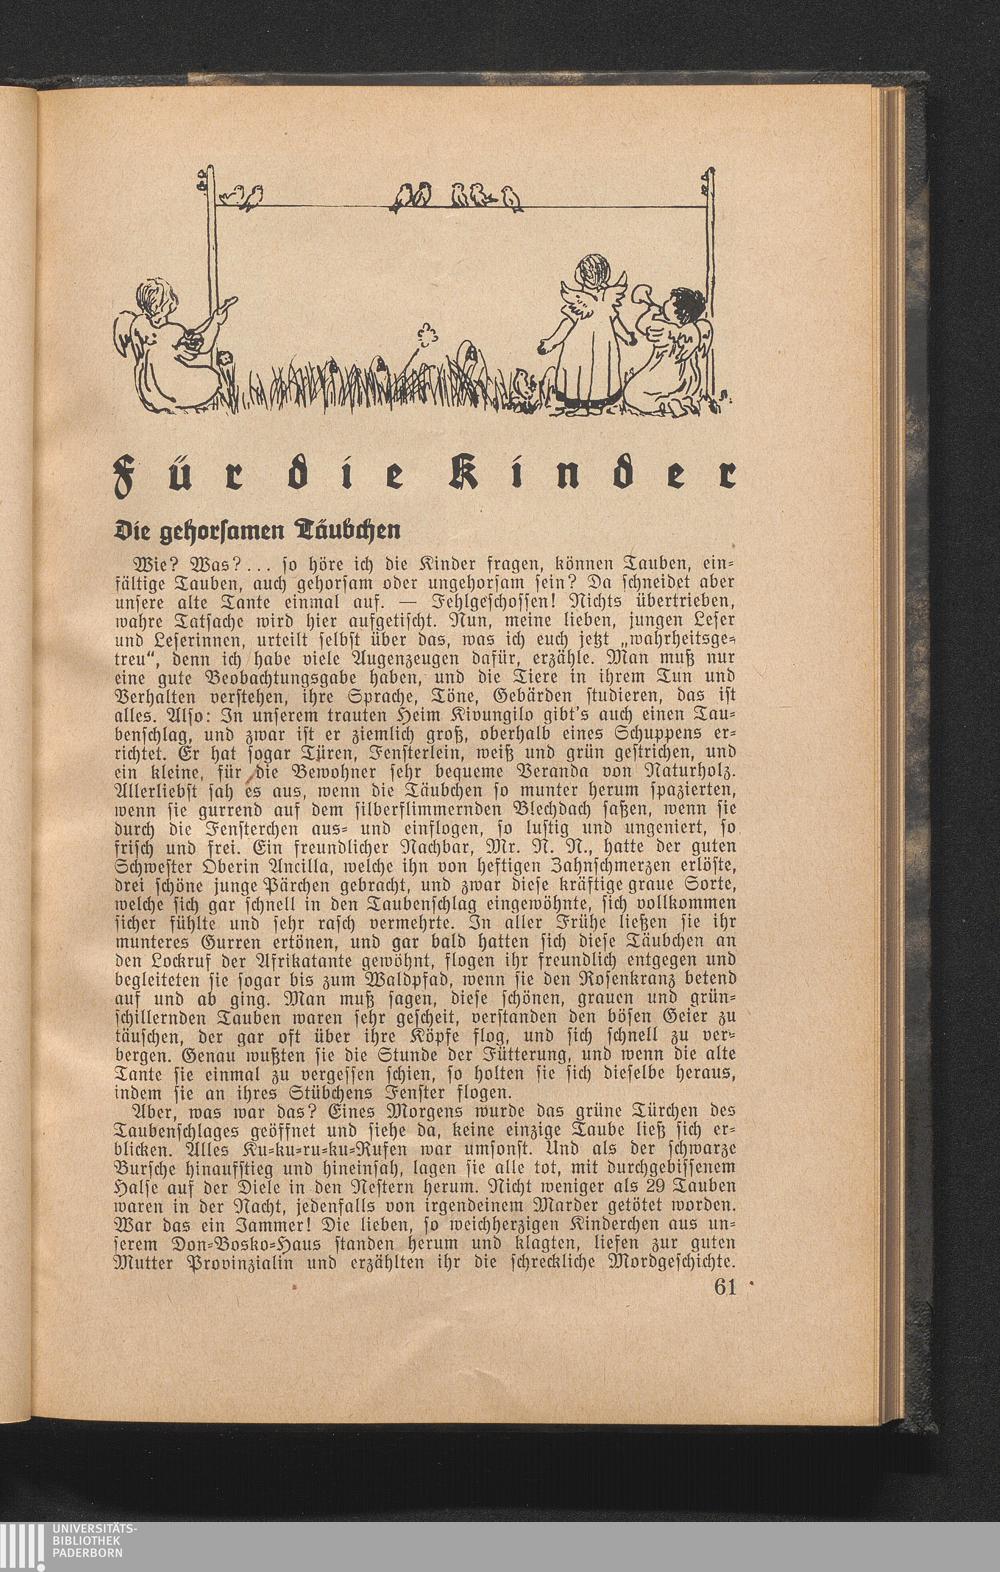 Für die Kinder
Die gehorsamen Täubchen
Wie? Was?... so höre ich die Kinder fragen, können Tauben, ein-
fältige Tauben, auch gehorsam oder ungehorsam sein? Da schneidet aber
unsere alte Tante einmal auf. — Fehlgeschossen! Nichts übertrieben,
wahre Tatsache wird hier aufgetischt. Nun, meine lieben, jungen Leser
und Leserinnen, urteilt selbst über das, was ich euch jetzt „wahrheitsge-
treu“, denn ich habe viele Augenzeugen dafür, erzähle. Man muß nur
eine gute Beobachtungsgabe haben, und die Tiere in ihrem Tun und
Verhalten verstehen, ihre Sprache, Töne, Gebärden studieren, das ist
alles. Also: In unserem trauten Heim Kivungilo gibt's auch einen Tau-
benschlag, und zwar ist er ziemlich groß, oberhalb eines Schuppens er-
richtet. Er hat sogar Türen, Fensterlein, weiß und grün gestrichen, und
ein kleine, für die Bewohner sehr bequeme Veranda von Naturholz.
Allerliebst sah es aus, wenn die Täubchen so munter herum spazierten,
wenn sie gurrend auf dem silberflimmernden Blechdach saßen, wenn sie
durch die Fensterchen aus- und einflogen, so lustig und ungeniert, so
frisch und frei. Ein freundlicher Nachbar, Mr. N. N., hatte der guten
Schwester Oberin Ancilla, welche ihn von heftigen Zahnschmerzen erlöste,
drei schöne junge Pärchen gebracht, und zwar diese kräftige graue Sorte,
welche sich gar schnell in den Taubenschlag eingewöhnte, sich vollkommen
sicher fühlte und sehr rasch vermehrte. In aller Frühe ließen sie ihr
munteres Gurren ertönen, und gar bald hatten sich diese Täubchen an
den Lockruf der Afrikatante gewöhnt, flogen ihr freundlich entgegen und
begleiteten sie sogar bis zum Waldpfad, wenn sie den Rosenkranz betend
auf und ab ging. Man muß sagen, diese schönen, grauen und grün-
schillernden Tauben waren sehr gescheit, verstanden den bösen Geier zu
täuschen, der gar oft über ihre Köpfe flog, und sich schnell zu ver-
bergen. Genau wußten sie die Stunde der Fütterung, und wenn die alte
Tante sie einmal zu vergessen schien, so holten sie sich dieselbe heraus,
indem sie an ihres Stübchens Fenster flogen.
Aber, was war das? Eines Morgens wurde das grüne Türchen des
Taubenschlages geöffnet und siehe da, keine einzige Taube ließ sich er-
blicken. Alles Ku-ku-ru-ku-Rufen war umsonst. Und als der schwarze
Bursche hinaufstieg und hineinsah, lagen sie alle tot, mit durchgebissenem
Halse auf der Diele in den Nestern herum. Nicht weniger als 29 Tauben
waren in der Nacht, jedenfalls von irgendeinem Marder getötet worden.
War das ein Jammer! Die lieben, so weichherzigen Kinderchen aus un-
serem Don-Bosko-Haus standen herum und klagten, liefen zur guten
Mutter Provinzialin und erzählten ihr die schreckliche Mordgeschichte.
61
UNIVERSITÄTS-
BIBLIOTHEK
PADERBORN